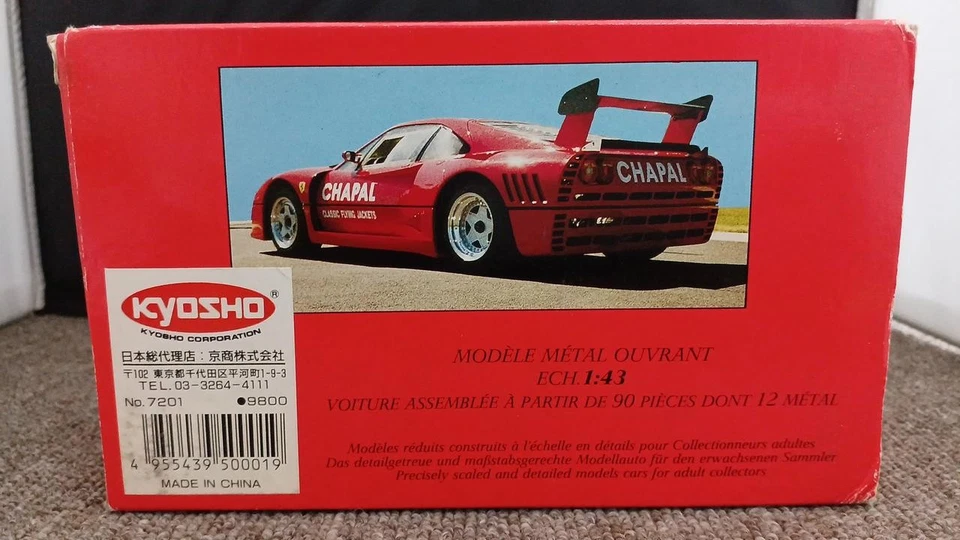 CHAPAL
CHAPAL
CLASSIC FLYING JACKETS
MODÈLE MÉTAL OUVRANT
ECH.1:43
VOITURE ASSEMBLÉE À PARTIR DE 90 PIÈCES DONT 12 MÉTAL
Modèles réduits construits à l'échelle en détails pour Collectionneurs adultes
Das detailgetreue und maßstabsgerechte Modellauto für den erwachsenen Sammler
Precisely scaled and detailed models cars for adult collectors
KYOSHO®
KYOSHO CORPORATION
日本総代理店：京商株式会社
〒102 東京都千代田区平河町1-9-3
TEL.03-3264-4111
No.7201 ●9800
4 955439 500019
MADE IN CHINA